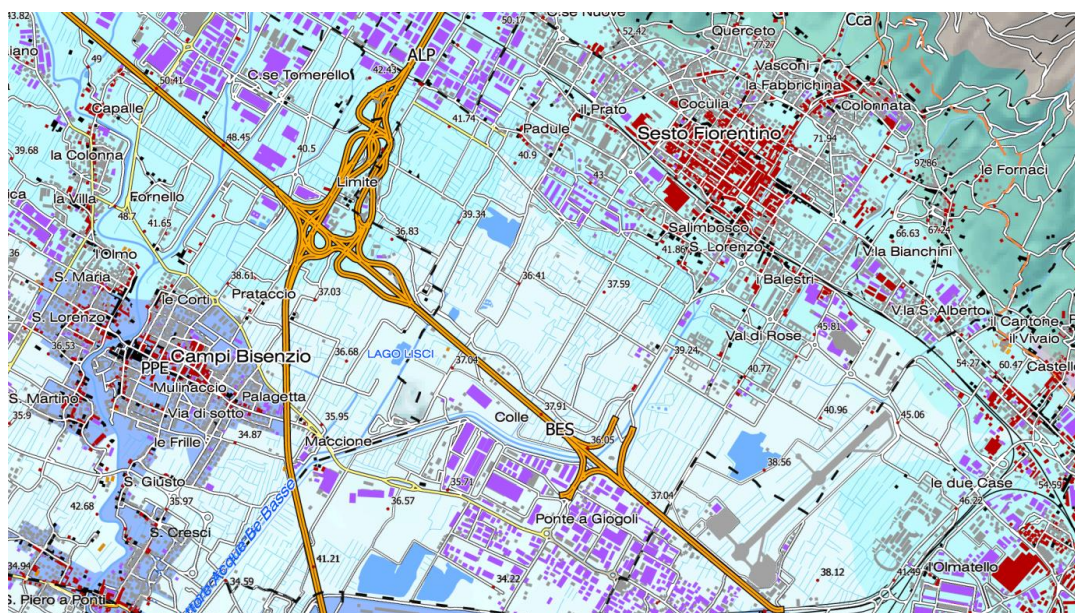 43.82
50.17
C.se Nuove
52.42
Querceto
77.27
Cca
49
ALP
42.43
C.se Tomerello
50.41
Vasconi
la Fabbrichina
Capalle
il Prato
Coculia
Colonnata
41.74
Padule
Sesto Fiorentino
71.94
48.45
39.68
la Colonna
40.5
40.9
97.86
le Fornaci
Limite
43
la Villa
Fornello
48.7
41.65
39.34
66.63
67.24
36.83
Salimbosco
S. Lorenzo
41.86
V.la Bianchini
l'Olmo
S. Maria
38.61
37.03
36.41
37.59
i Balestri
le Corti
Prataccio
V.la S. Alberto
S. Lorenzo
il Cantone
il Vivaio
45.81
Val di Rose
36.53
Campi Bisenzio
PPE
36.68
LAGO LISCI
37.04
39.24
54.27
60.47
Castello
Mulinaccio
Palagetta
40.77
S. Martino
35.9
Via di sotto
35.95
Colle
37.91
40.96
45.06
le Frille
34.87
Maccione
BES
36.05
38.56
S. Giusto
35.71
le due Case
54.59
42.68
35.97
36.57
37.04
46.23
Ponte a Giogoli
S. Cresci
41.21
34.94
34.59
34.22
38.12
41.49
l'Olmatello
S. Piero a Ponti
Acque Basse